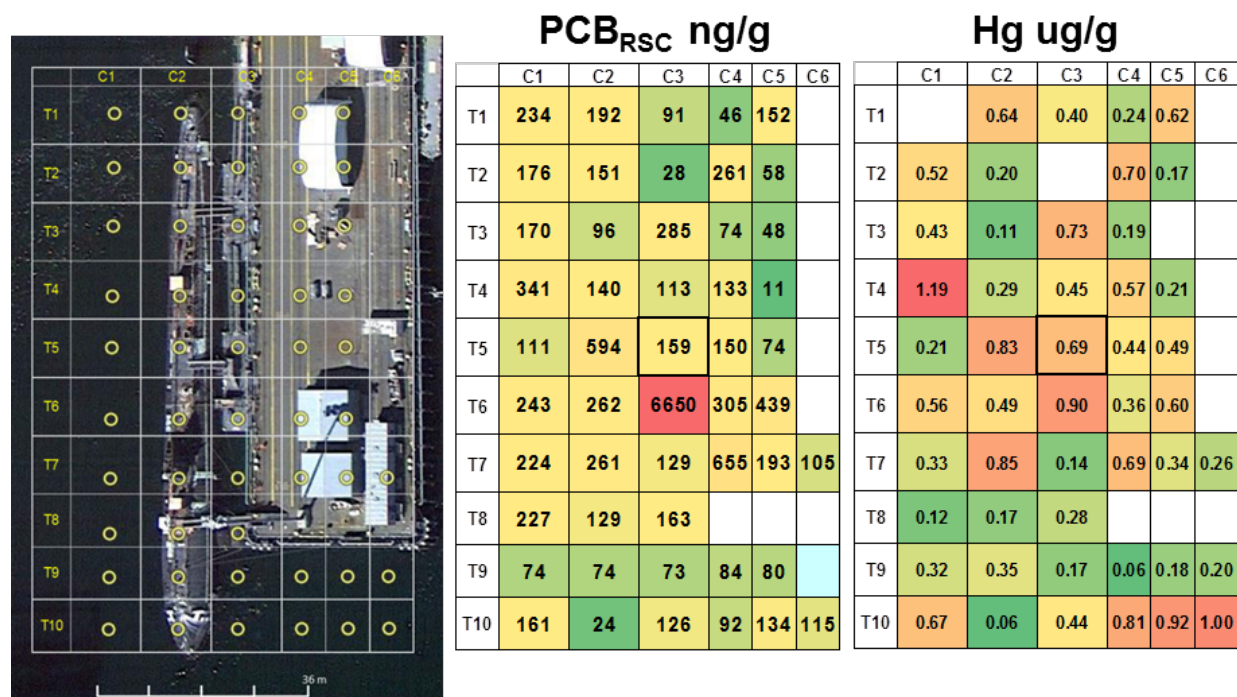 PCB_RSC ng/g
Hg ug/g
C1 C2 C3 C4 C5 C6
T1
T2
T3
T4
T5
T6
T7
T8
T9
T10
36 m
C1 C2 C3 C4 C5 C6
T1 234 192 91 46 152
T2 176 151 28 261 58
T3 170 96 285 74 48
T4 341 140 113 133 11
T5 111 594 159 150 74
T6 243 262 6650 305 439
T7 224 261 129 655 193 105
T8 227 129 163
T9 74 74 73 84 80
T10 161 24 126 92 134 115
C1 C2 C3 C4 C5 C6
T1 0.64 0.40 0.24 0.62
T2 0.52 0.20 0.70 0.17
T3 0.43 0.11 0.73 0.19
T4 1.19 0.29 0.45 0.57 0.21
T5 0.21 0.83 0.69 0.44 0.49
T6 0.56 0.49 0.90 0.36 0.60
T7 0.33 0.85 0.14 0.69 0.34 0.26
T8 0.12 0.17 0.28
T9 0.32 0.35 0.17 0.06 0.18 0.20
T10 0.67 0.06 0.44 0.81 0.92 1.00